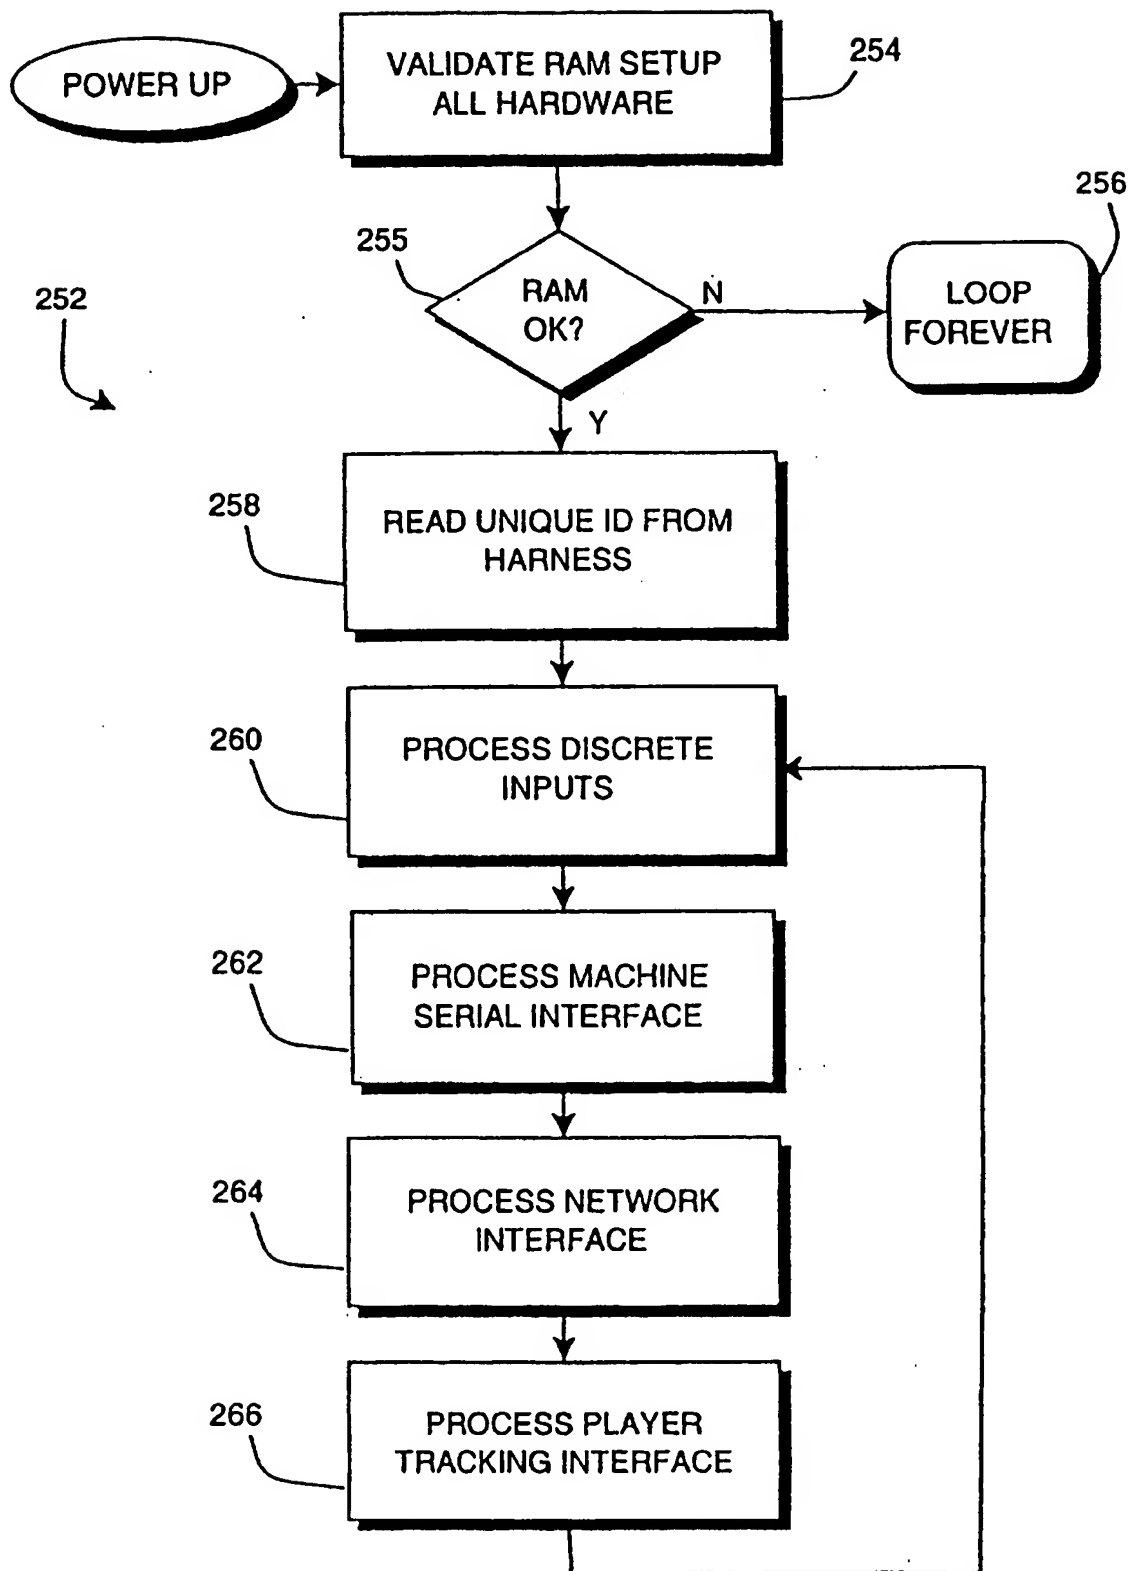 POWER UP
VALIDATE RAM SETUP
ALL HARDWARE
254
256
255
RAM
OK?
N
LOOP
FOREVER
252
Y
258
READ UNIQUE ID FROM
HARNESS
260
PROCESS DISCRETE
INPUTS
262
PROCESS MACHINE
SERIAL INTERFACE
264
PROCESS NETWORK
INTERFACE
266
PROCESS PLAYER
TRACKING INTERFACE